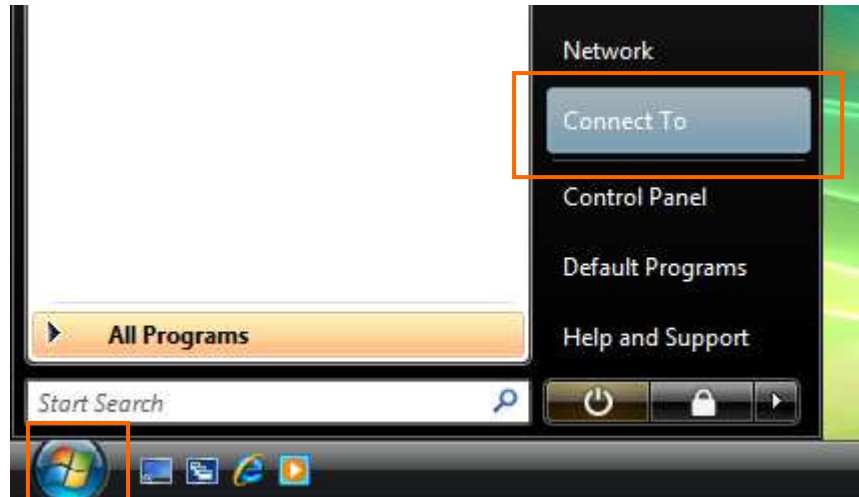 Network
Connect To
Control Panel
Default Programs
All Programs
Help and Support
Start Search